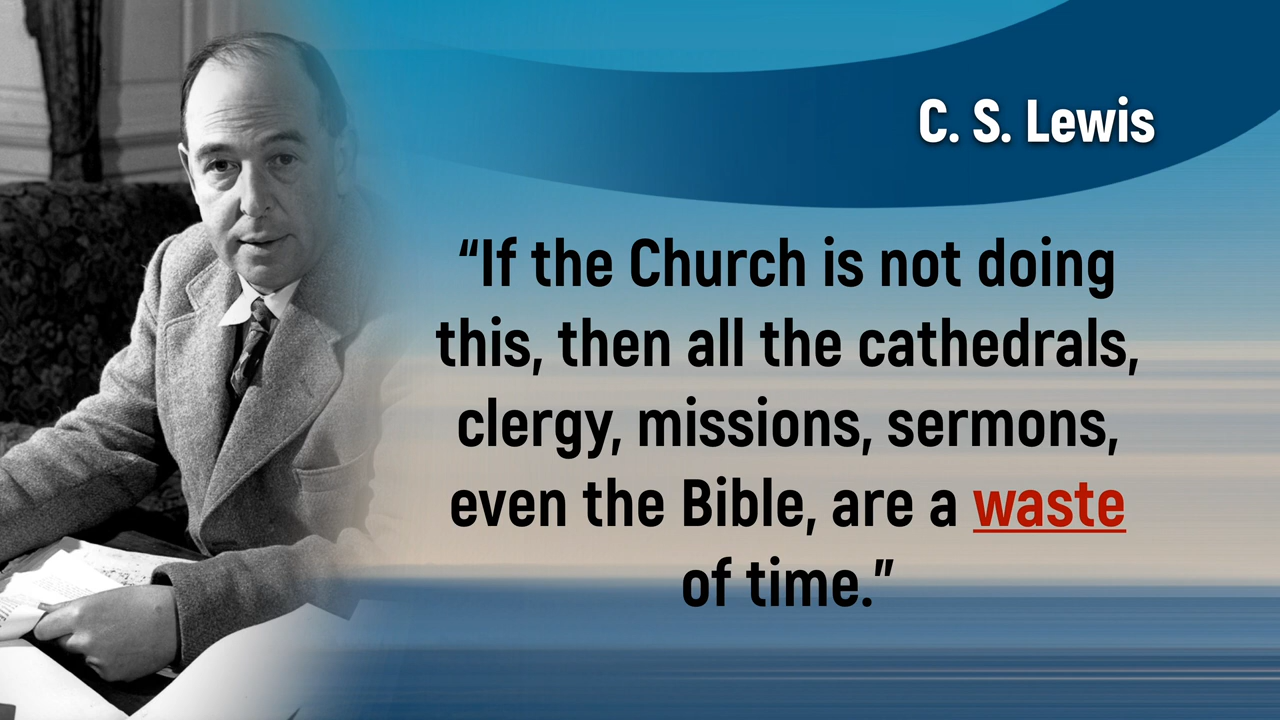 C. S. Lewis
“If the Church is not doing
this, then all the cathedrals,
clergy, missions, sermons,
even the Bible, are a waste
of time.”